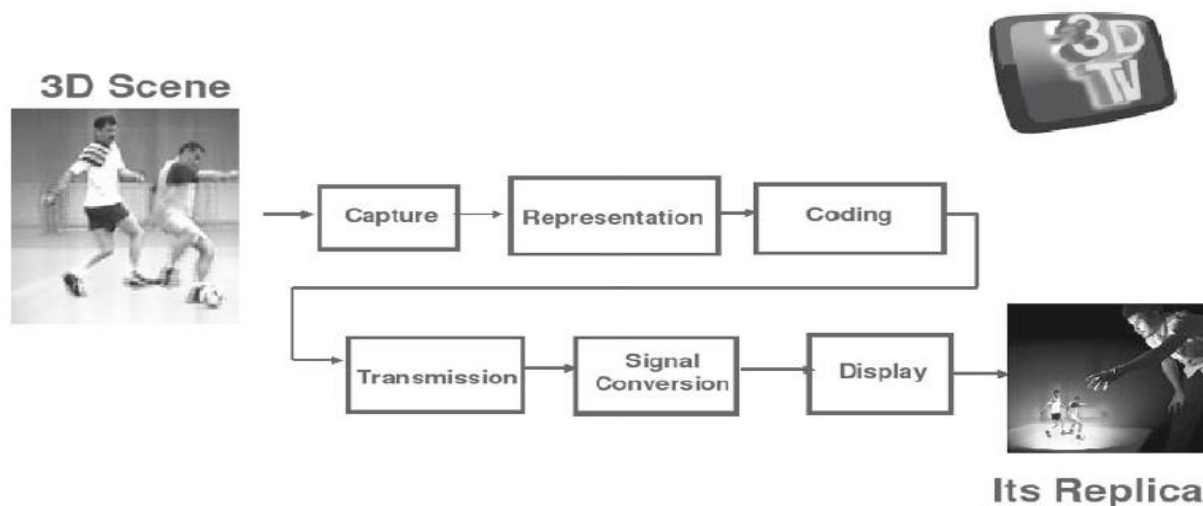 3D
TV
3D Scene
Capture
Representation
Coding
Transmission
Signal
Conversion
Display
Its Replica